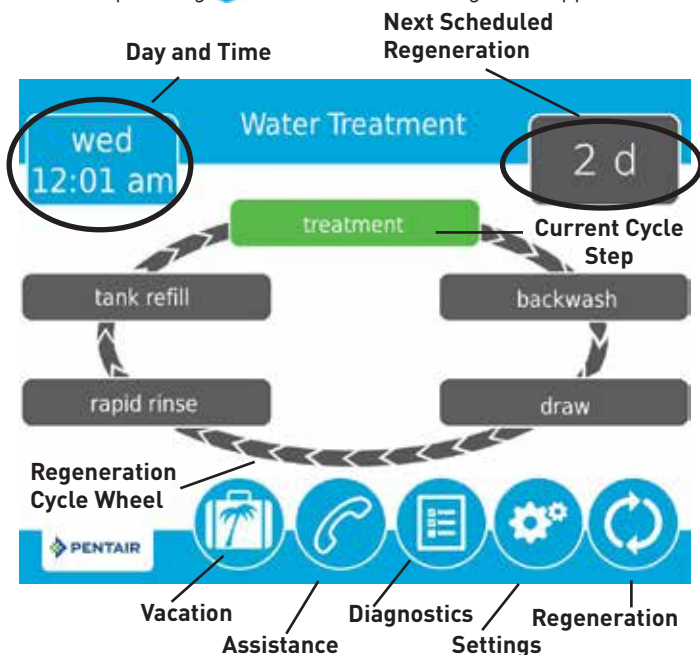 Next Scheduled
Regeneration
Day and Time
wed
12:01 am
Water Treatment
2 d
treatment
Current Cycle
Step
tank refill
backwash
rapid rinse
draw
Regeneration
Cycle Wheel
PENTAIR
Vacation
Assistance
Diagnostics
Settings
Regeneration